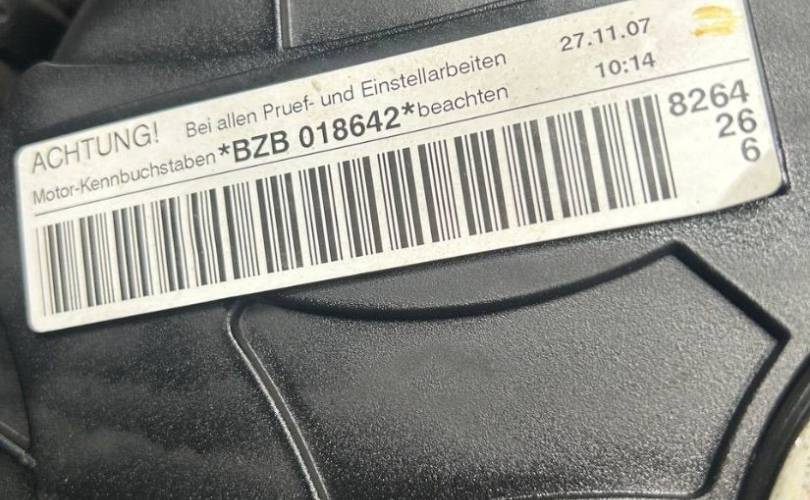 ACHTUNG! Bei allen Pruef- und Einstellarbeiten 27.11.07
Motor-Kennbuchstaben *BZB 018642* beachten 10:14
8264
26
6